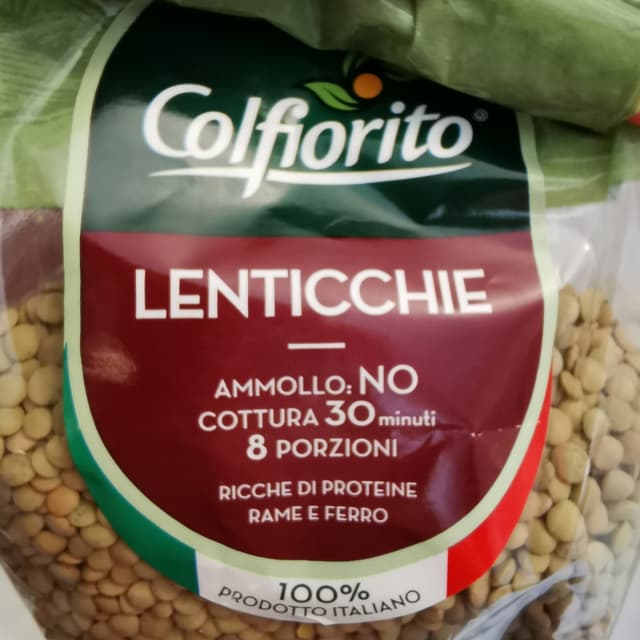 Colfiorito®
LENTICCHIE
AMMOLLO: NO
COTTURA 30 minuti
8 PORZIONI
RICCHE DI PROTEINE
RAME E FERRO
100%
PRODOTTO ITALIANO